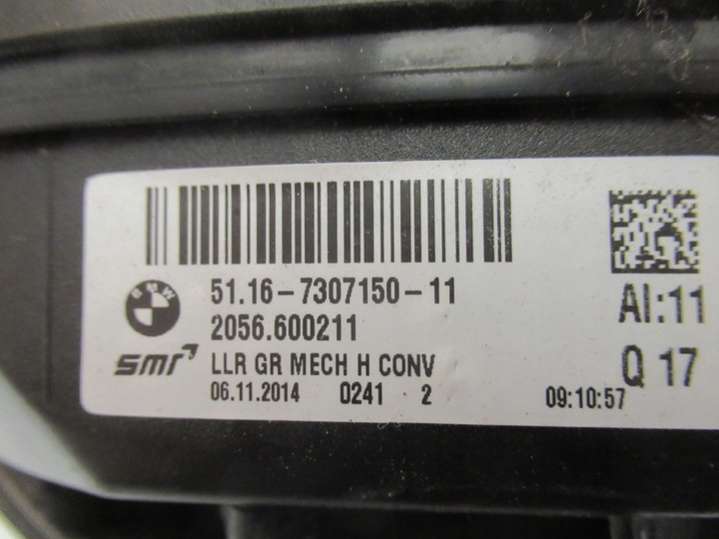 51.16-7307150-11
2056.600211
BMW
smr
LLR GR MECH H CONV
06.11.2014 0241 2 09:10:57
AI:11
Q 17